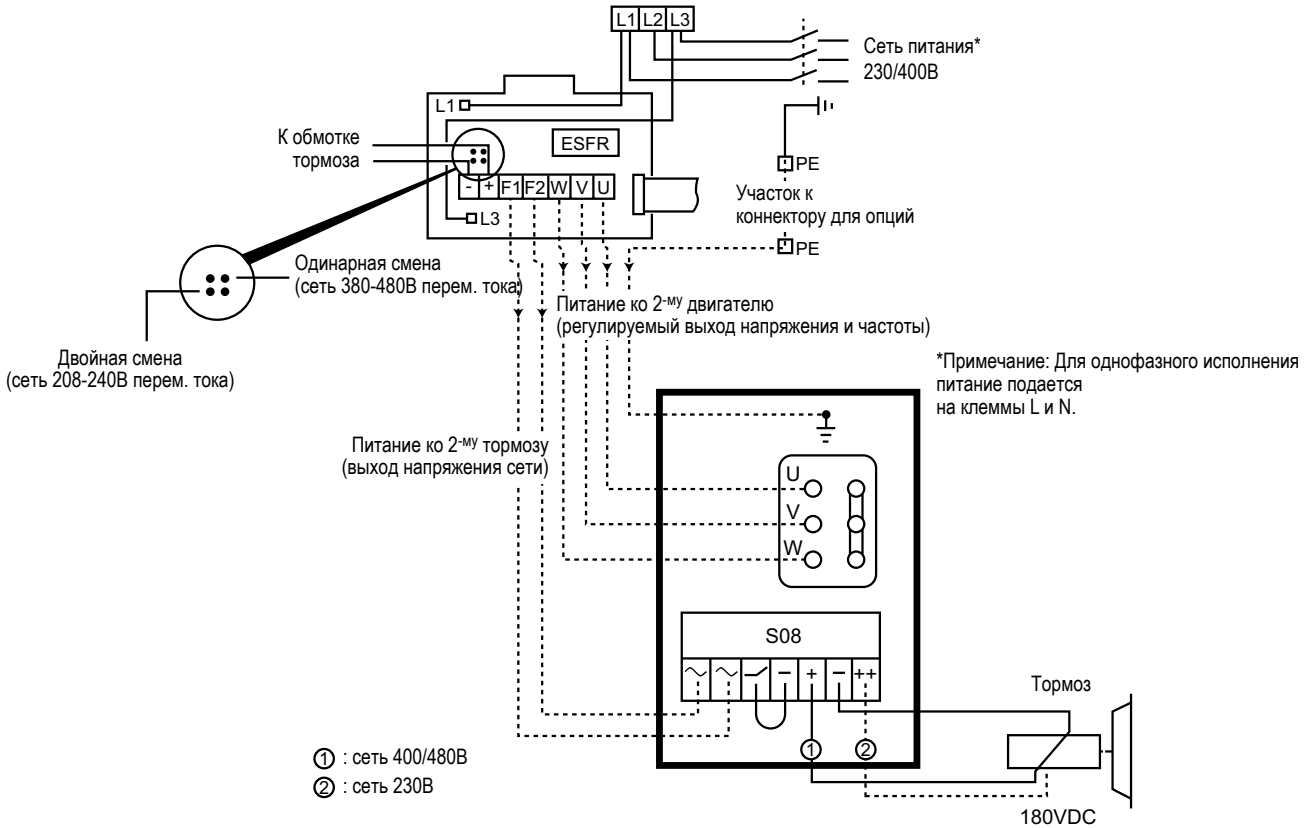 L1 L2 L3
Сеть питания*
230/400В
L1
К обмотке
тормоза
ESFR
PE
- + F1 F2 W V U
Участок к
коннектору для опций
L3
PE
Одинарная смена
(сеть 380-480В перем. тока)
Питание ко 2-му двигателю
(регулируемый выход напряжения и частоты)
Двойная смена
(сеть 208-240В перем. тока)
*Примечание: Для однофазного исполнения
питание подается
на клеммы L и N.
Питание ко 2-му тормозу
(выход напряжения сети)
U
V
W
S08
~ ~ − + − ++
Тормоз
① : сеть 400/480В
② : сеть 230В
① ②
180VDC